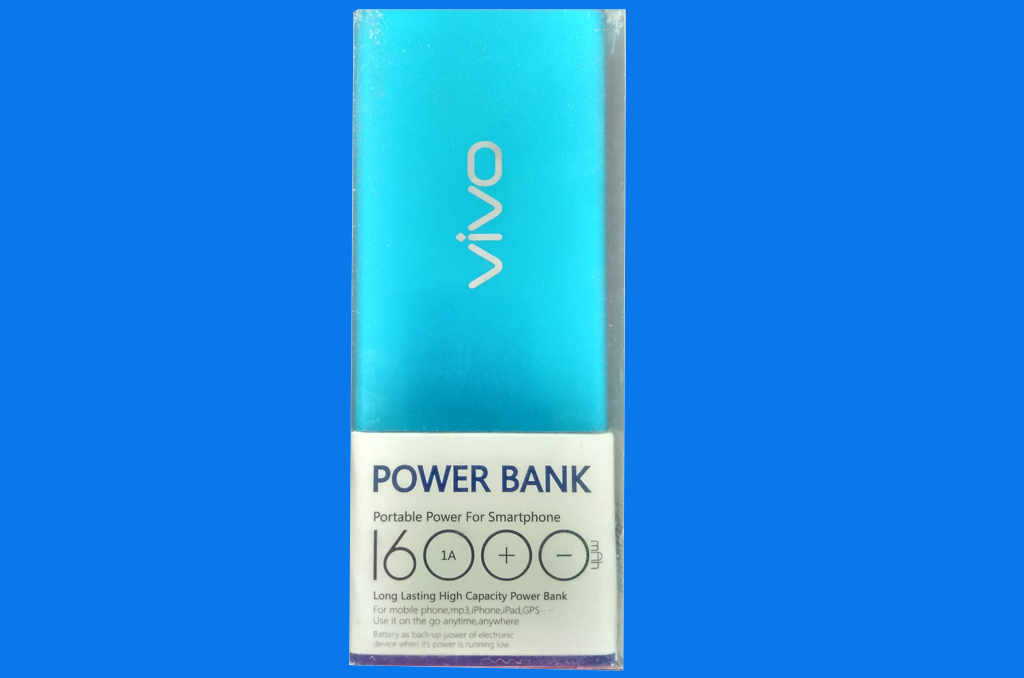 vivo
POWER BANK
Portable Power For Smartphone
16000 mAh
1A + −
Long Lasting High Capacity Power Bank
For mobile phone,mp3,iPhone,iPad,GPS·····
Use it on the go anytime,anywhere
Battery as back-up power of electronic
device when it's power is running low